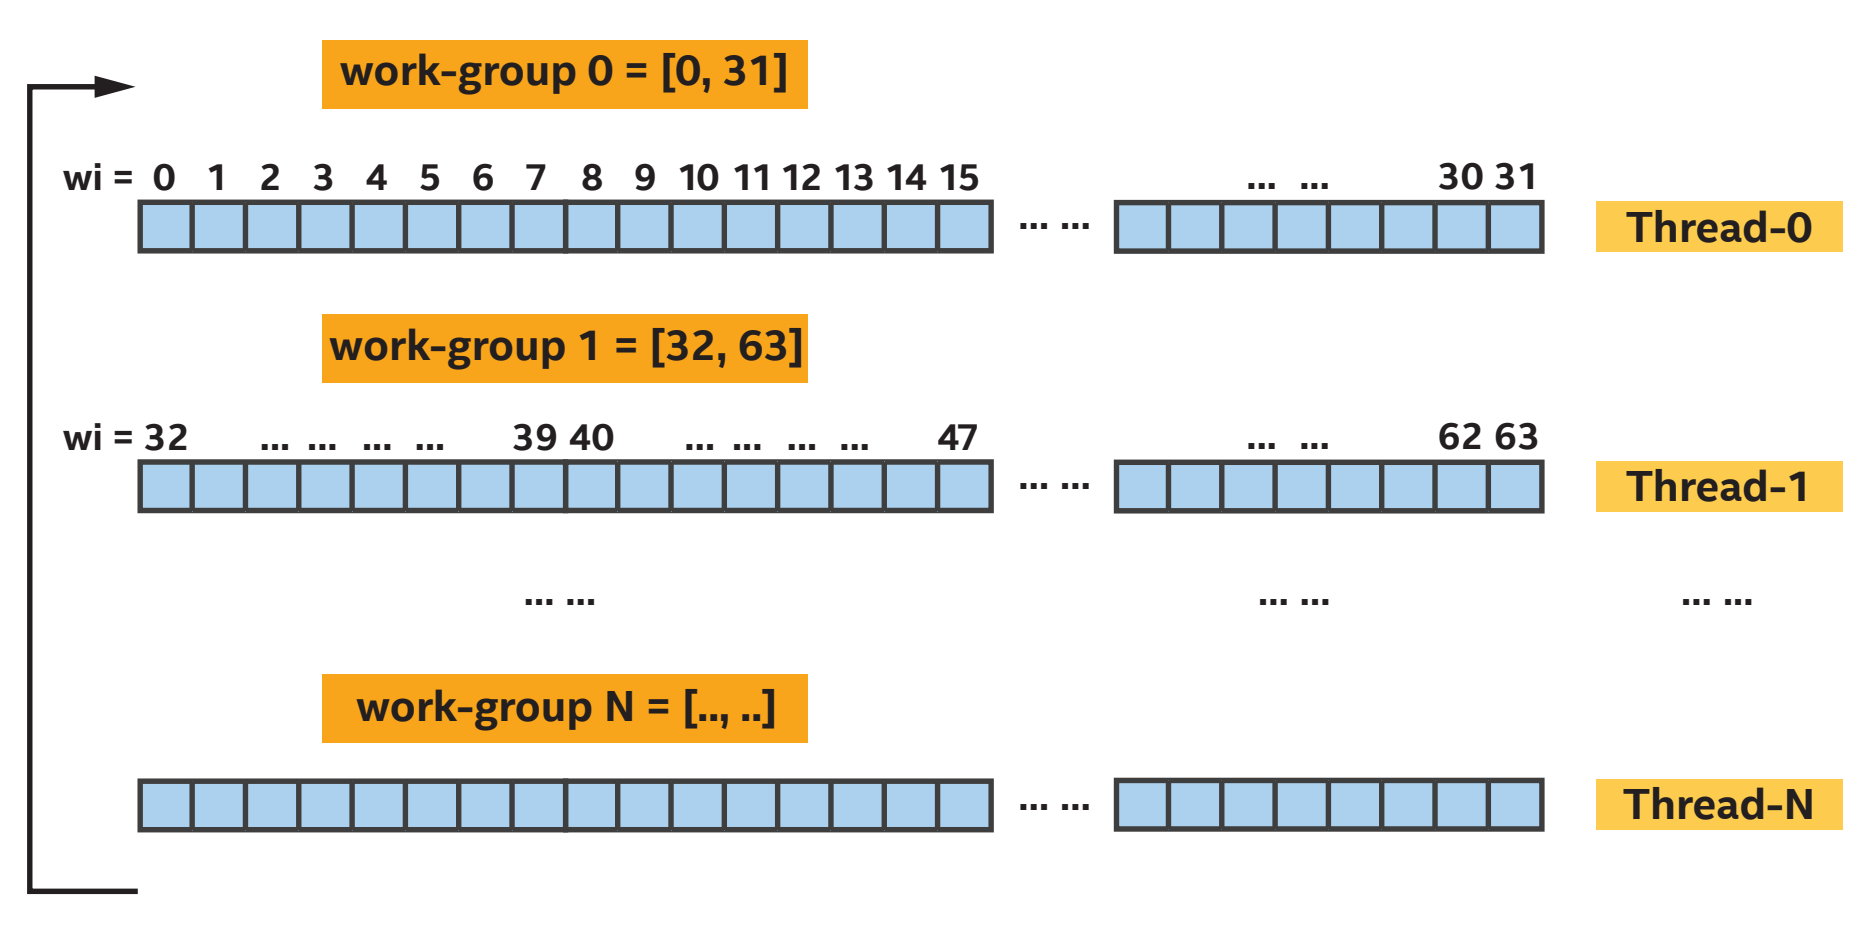 work-group 0 = [0, 31]
wi = 0 1 2 3 4 5 6 7 8 9 10 11 12 13 14 15 ... ... 30 31
... ... Thread-0
work-group 1 = [32, 63]
wi = 32 ... ... ... ... 39 40 ... ... ... ... 47 ... ... 62 63
... ... Thread-1
... ... ... ... ... ...
work-group N = [.., ..]
... ... Thread-N